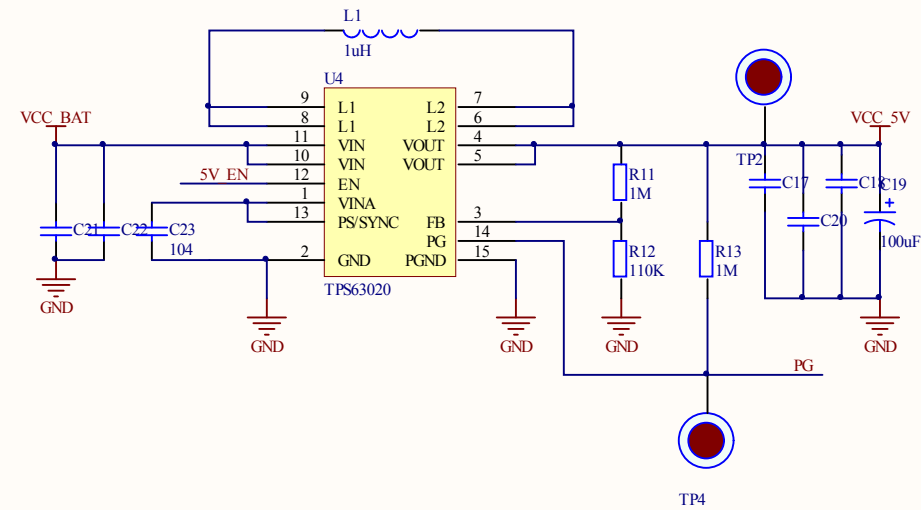 L1
1uH
U4
VCC_BAT
VCC_5V
9
L1
L2
7
8
L1
L2
6
11
VIN
VOUT
4
10
VIN
VOUT
5
5V_EN
12
EN
1
VINA
13
PS/SYNC
FB
3
PG
14
2
GND
PGND
15
TPS63020
R11
1M
R12
110K
R13
1M
TP2
C17
C18
C19
C20
100uF
C21
C22
C23
104
GND
GND
GND
GND
GND
PG
TP4